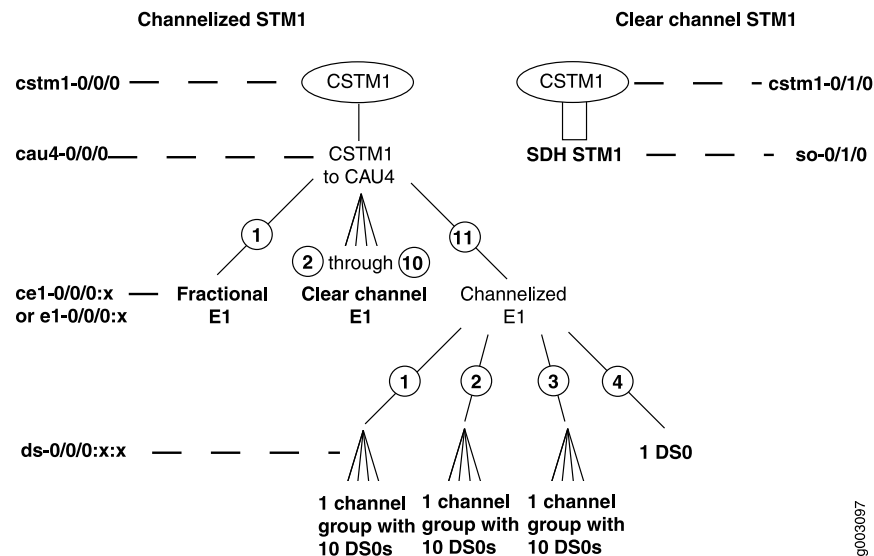 Channelized STM1
Clear channel STM1
cstm1-0/0/0
CSTM1
CSTM1
cstm1-0/1/0
cau4-0/0/0
CSTM1
to CAU4
SDH STM1
so-0/1/0
1
11
2 through 10
ce1-0/0/0:x
or e1-0/0/0:x
Fractional
E1
Clear channel
E1
Channelized
E1
1
2
3
4
ds-0/0/0:x:x
1 DS0
1 channel
group with
10 DS0s
1 channel
group with
10 DS0s
1 channel
group with
10 DS0s
g003097